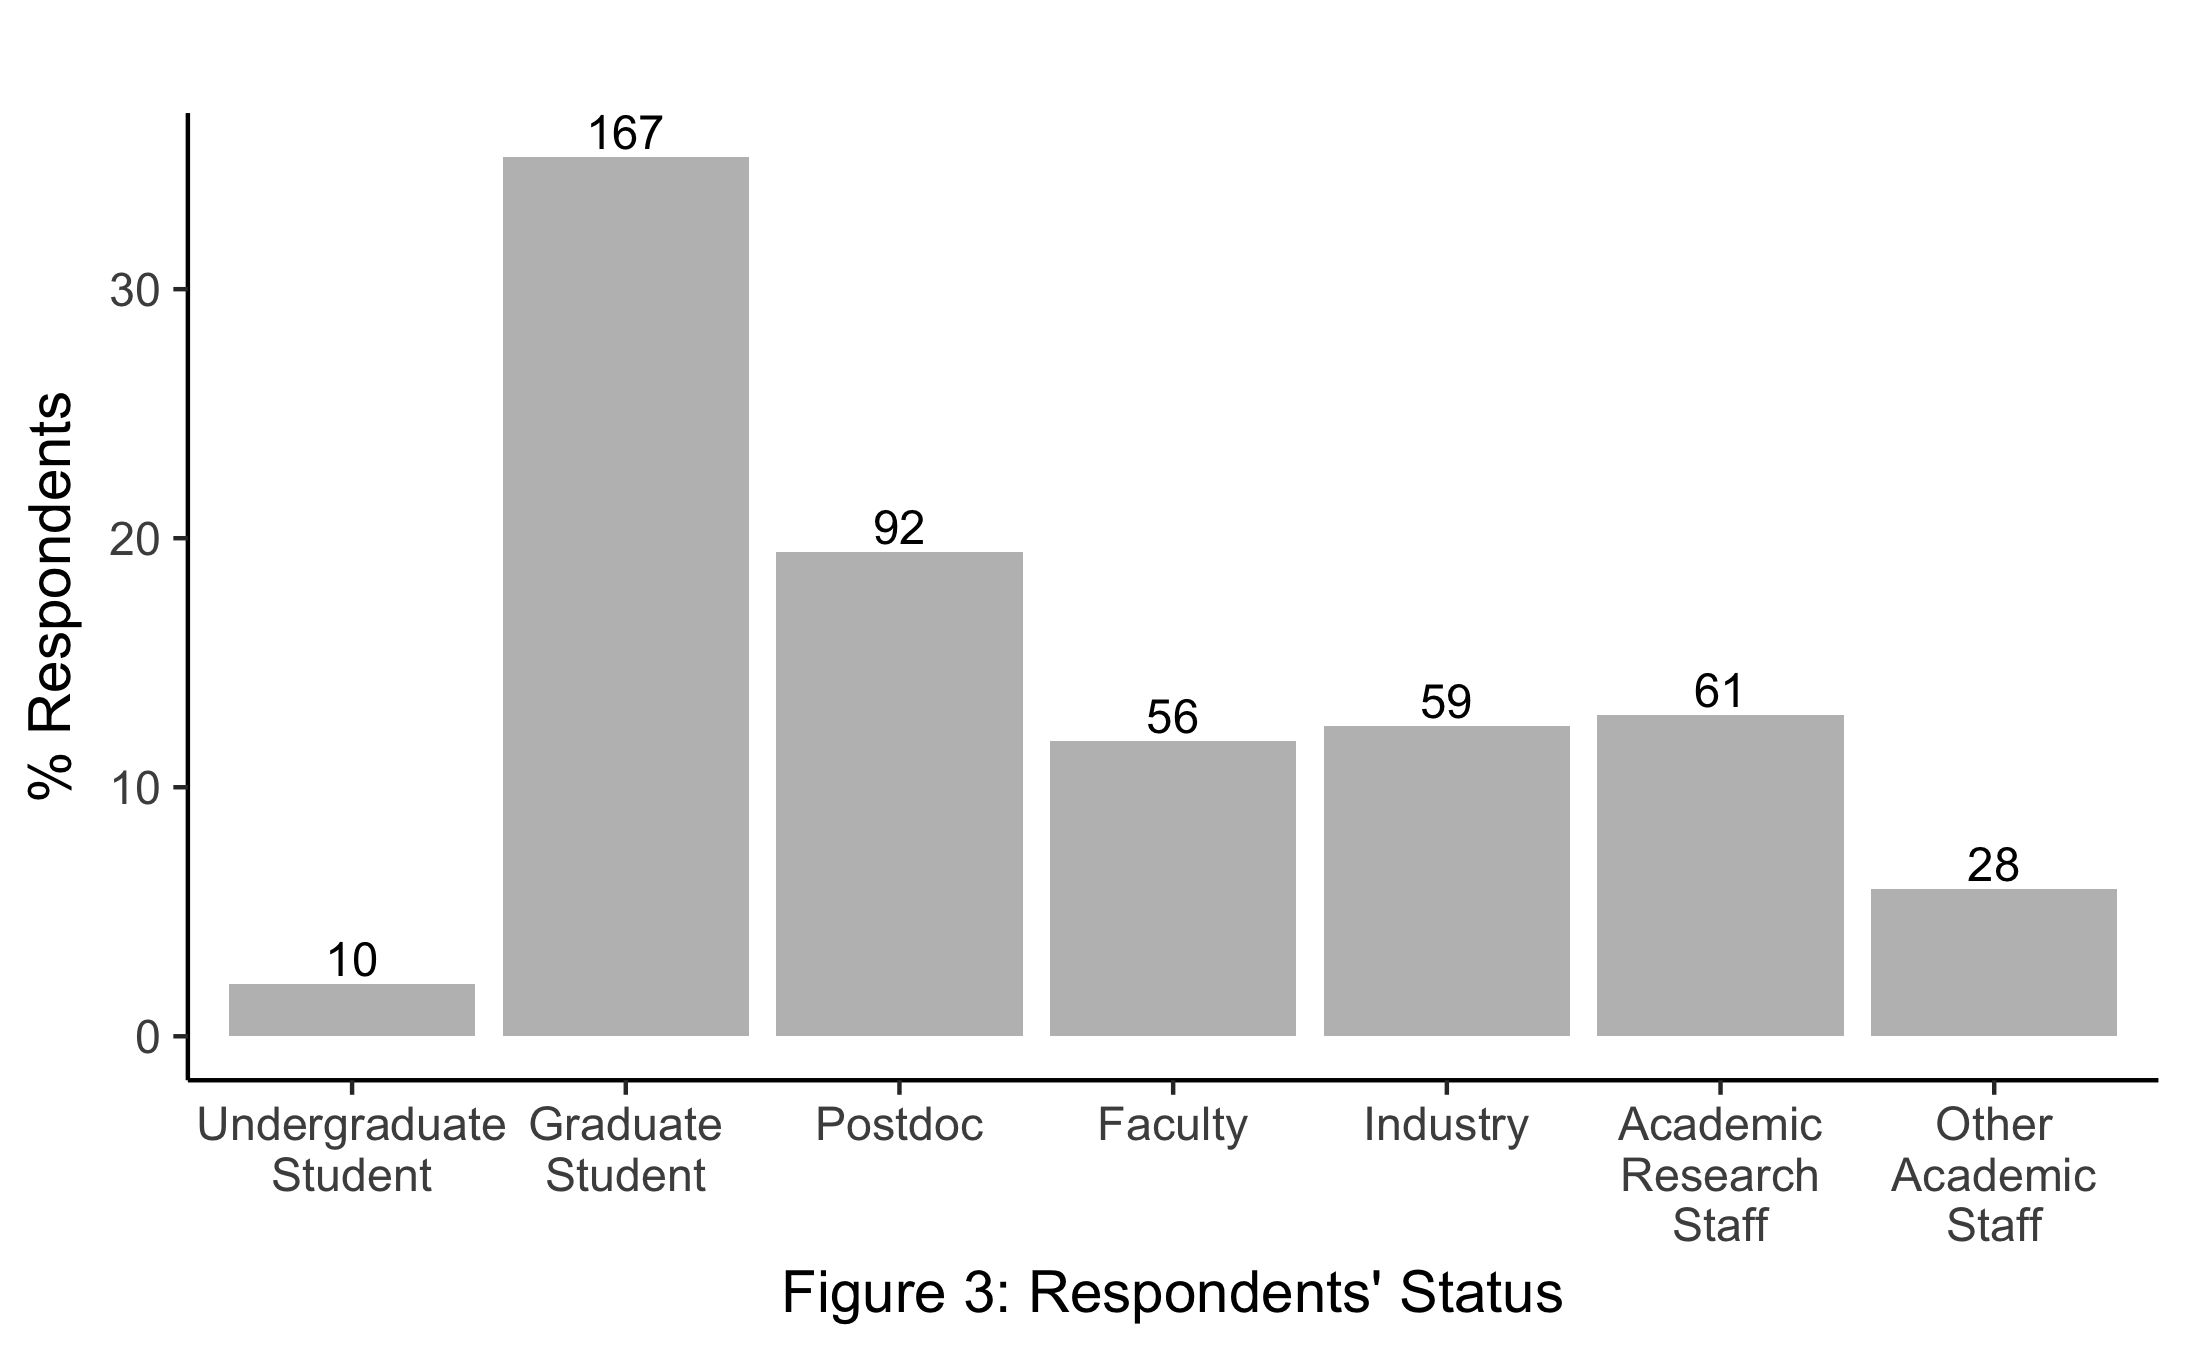 % Respondents
30
20
10
0
10
167
92
56
59
61
28
Undergraduate
Student
Graduate
Student
Postdoc
Faculty
Industry
Academic
Research
Staff
Other
Academic
Staff
Figure 3: Respondents' Status